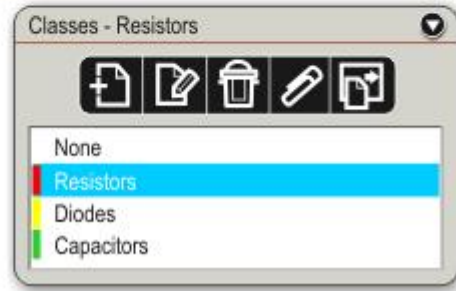 Classes - Resistors
None
Resistors
Diodes
Capacitors